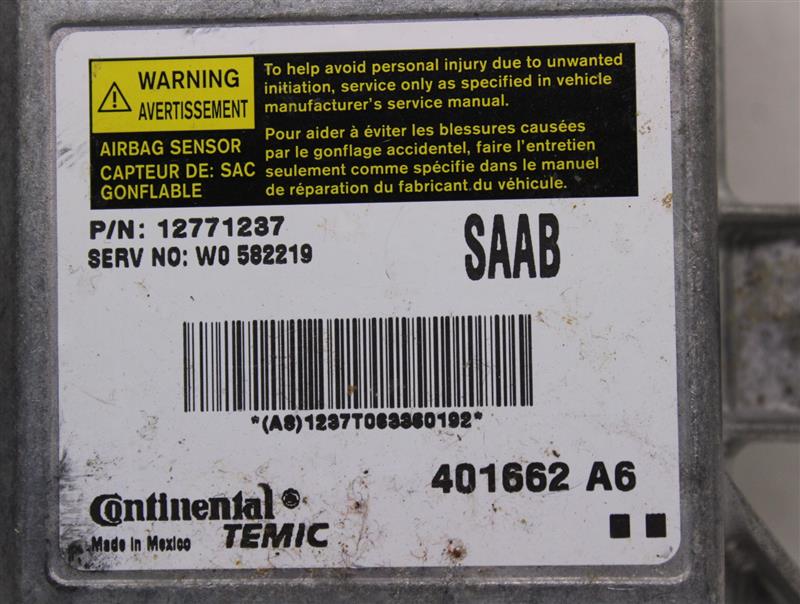 WARNING
AVERTISSEMENT
AIRBAG SENSOR
CAPTEUR DE: SAC
GONFLABLE
To help avoid personal injury due to unwanted
initiation, service only as specified in vehicle
manufacturer's service manual.
Pour aider à éviter les blessures causées
par le gonflage accidentel, faire l'entretien
seulement comme spécifie dans le manuel
de réparation du fabricant du véhicule.
P/N: 12771237
SERV NO: W0 582219
SAAB
*(A8)1237T063360192*
401662 A6
Continental
TEMIC
Made in Mexico